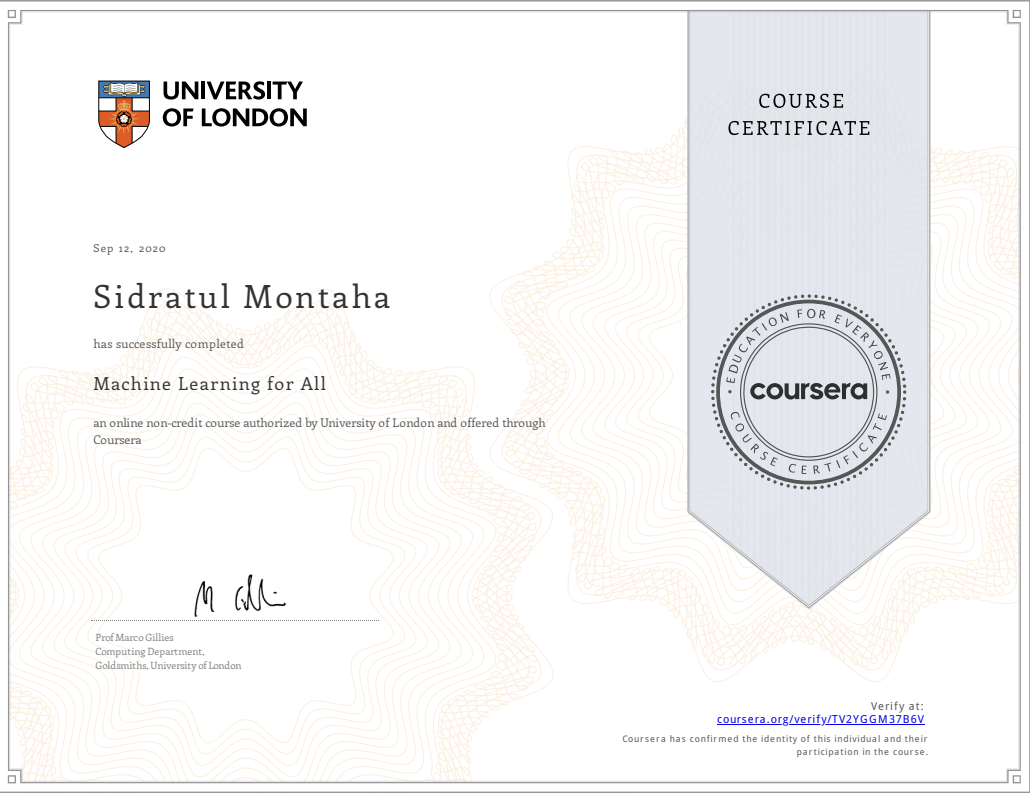 UNIVERSITY
OF LONDON
COURSE
CERTIFICATE
Sep 12, 2020
Sidratul Montaha
has successfully completed
Machine Learning for All
an online non-credit course authorized by University of London and offered through
Coursera
EDUCATION FOR EVERYONE
coursera
COURSE CERTIFICATE
Prof Marco Gillies
Computing Department,
Goldsmiths, University of London
Verify at:
coursera.org/verify/TV2YGGM37B6V
Coursera has confirmed the identity of this individual and their
participation in the course.